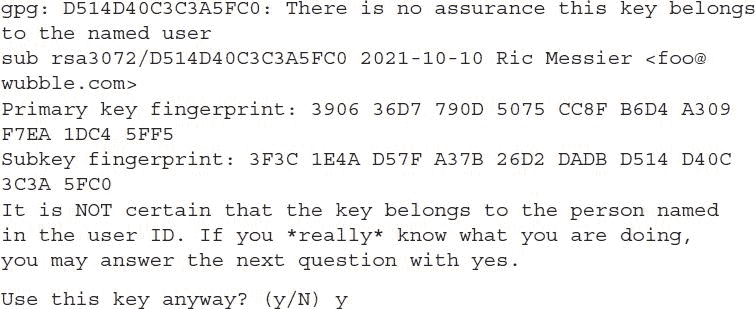 gpg: D514D40C3C3A5FC0: There is no assurance this key belongs
to the named user
sub rsa3072/D514D40C3C3A5FC0 2021-10-10 Ric Messier <foo@
wubble.com>
Primary key fingerprint: 3906 36D7 790D 5075 CC8F B6D4 A309
F7EA 1DC4 5FF5
Subkey fingerprint: 3F3C 1E4A D57F A37B 26D2 DADB D514 D40C
3C3A 5FC0
It is NOT certain that the key belongs to the person named
in the user ID. If you *really* know what you are doing,
you may answer the next question with yes.
Use this key anyway? (y/N) y